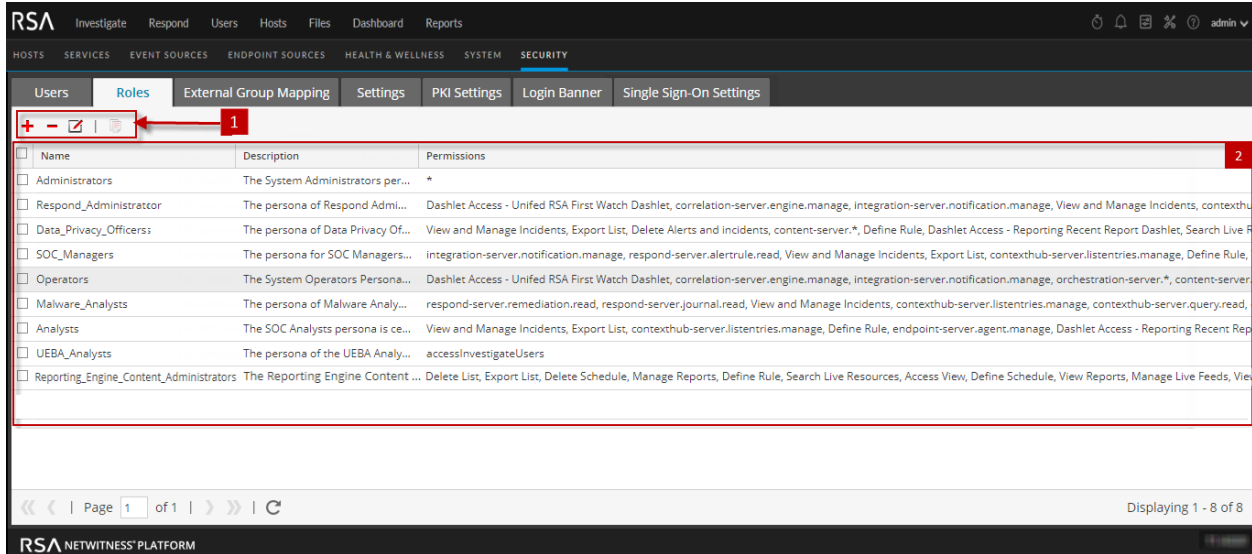 RSA Investigate Respond Users Hosts Files Dashboard Reports admin
HOSTS SERVICES EVENT SOURCES ENDPOINT SOURCES HEALTH & WELLNESS SYSTEM SECURITY
Users Roles External Group Mapping Settings PKI Settings Login Banner Single Sign-On Settings
1
Name Description Permissions 2
Administrators The System Administrators per... *
Respond_Administrator The persona of Respond Admi... Dashlet Access - Unifed RSA First Watch Dashlet, correlation-server.engine.manage, integration-server.notification.manage, View and Manage Incidents, contexthu
Data_Privacy_Officers The persona of Data Privacy Of... View and Manage Incidents, Export List, Delete Alerts and incidents, content-server.*, Define Rule, Dashlet Access - Reporting Recent Report Dashlet, Search Live R
SOC_Managers The persona for SOC Managers... integration-server.notification.manage, respond-server.alertrule.read, View and Manage Incidents, Export List, contexthub-server.listentries.manage, Define Rule,
Operators The System Operators Persona... Dashlet Access - Unifed RSA First Watch Dashlet, correlation-server.engine.manage, integration-server.notification.manage, orchestration-server.*, content-server.
Malware_Analysts The persona of Malware Analy... respond-server.remediation.read, respond-server.journal.read, View and Manage Incidents, contexthub-server.listentries.manage, contexthub-server.query.read,
Analysts The SOC Analysts persona is ce... View and Manage Incidents, Export List, contexthub-server.listentries.manage, Define Rule, endpoint-server.agent.manage, Dashlet Access - Reporting Recent Rep
UEBA_Analysts The persona of the UEBA Analy... accessInvestigateUsers
Reporting_Engine_Content_Administrators The Reporting Engine Content ... Delete List, Export List, Delete Schedule, Manage Reports, Define Rule, Search Live Resources, Access View, Define Schedule, View Reports, Manage Live Feeds, Vie
Page 1 of 1 Displaying 1 - 8 of 8
RSA NETWITNESS® PLATFORM